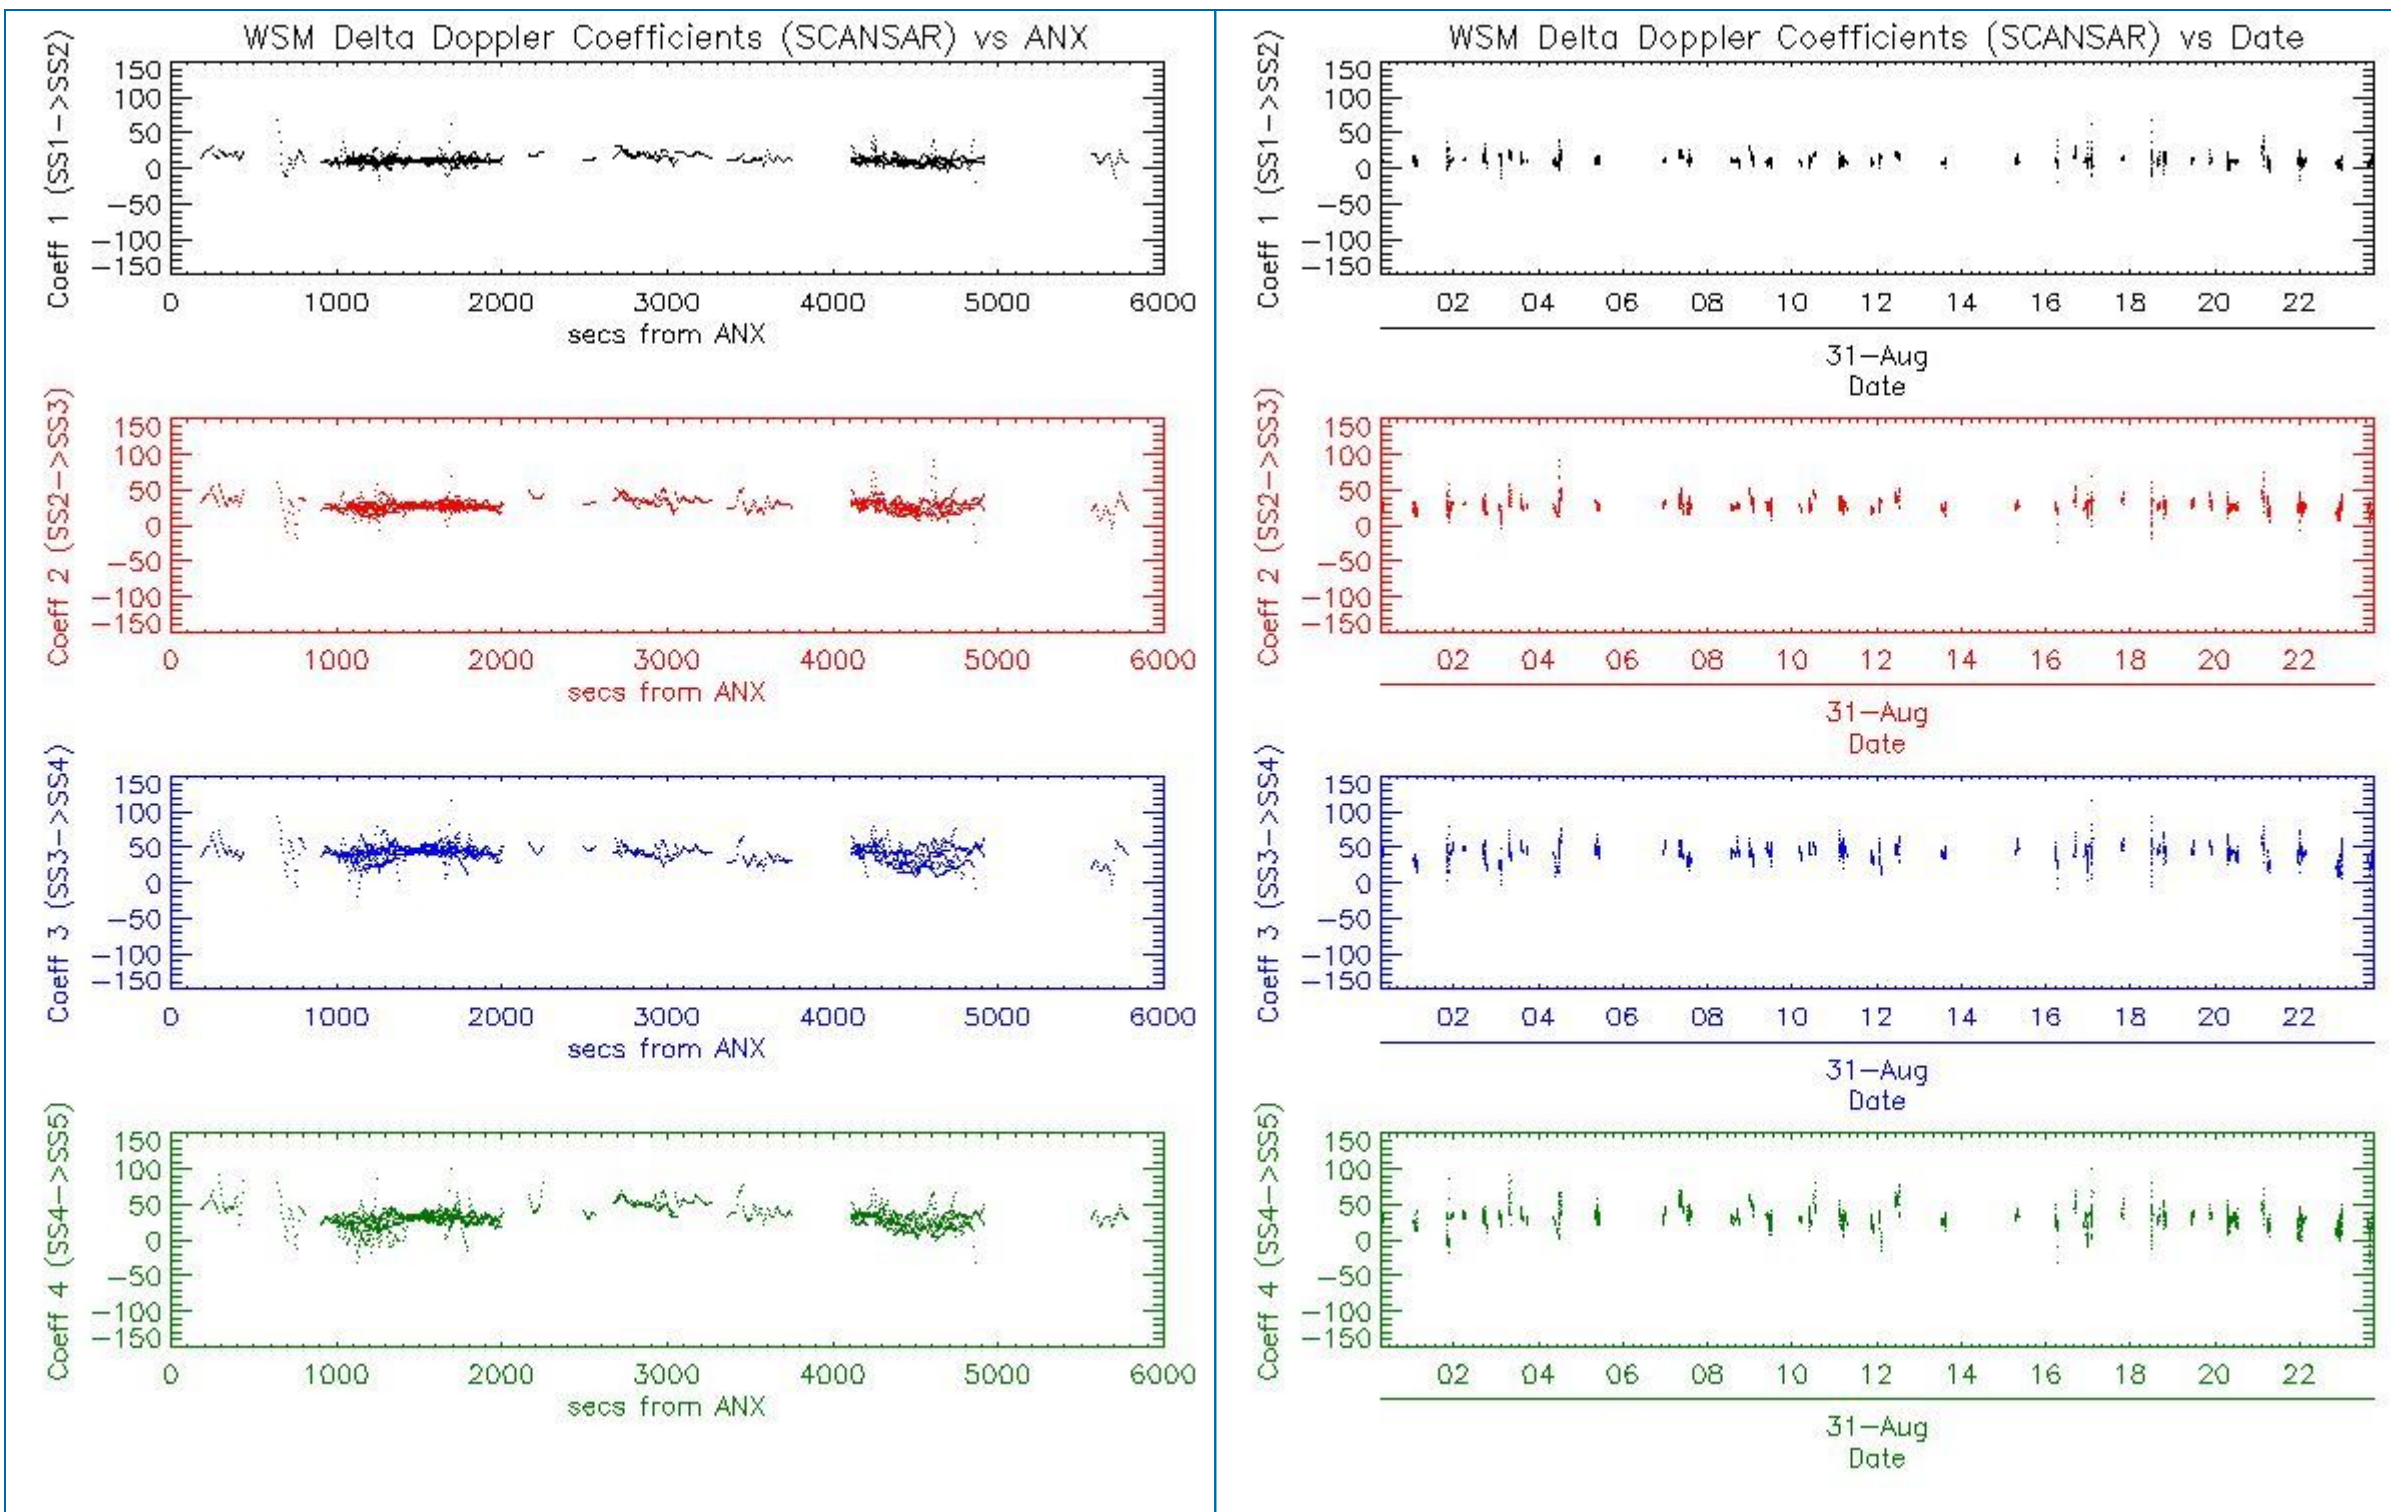 WSM Delta Doppler Coefficients (SCANSAR) vs ANX
Coeff 1 (SS1->SS2)
150
100
50
0
-50
-100
-150
0 1000 2000 3000 4000 5000 6000
secs from ANX
Coeff 2 (SS2->SS3)
150
100
50
0
-50
-100
-150
0 1000 2000 3000 4000 5000 6000
secs from ANX
Coeff 3 (SS3->SS4)
150
100
50
0
-50
-100
-150
0 1000 2000 3000 4000 5000 6000
secs from ANX
Coeff 4 (SS4->SS5)
150
100
50
0
-50
-100
-150
0 1000 2000 3000 4000 5000 6000
secs from ANX
WSM Delta Doppler Coefficients (SCANSAR) vs Date
Coeff 1 (SS1->SS2)
150
100
50
0
-50
-100
-150
02 04 06 08 10 12 14 16 18 20 22
31-Aug
Date
Coeff 2 (SS2->SS3)
150
100
50
0
-50
-100
-150
02 04 06 08 10 12 14 16 18 20 22
31-Aug
Date
Coeff 3 (SS3->SS4)
150
100
50
0
-50
-100
-150
02 04 06 08 10 12 14 16 18 20 22
31-Aug
Date
Coeff 4 (SS4->SS5)
150
100
50
0
-50
-100
-150
02 04 06 08 10 12 14 16 18 20 22
31-Aug
Date